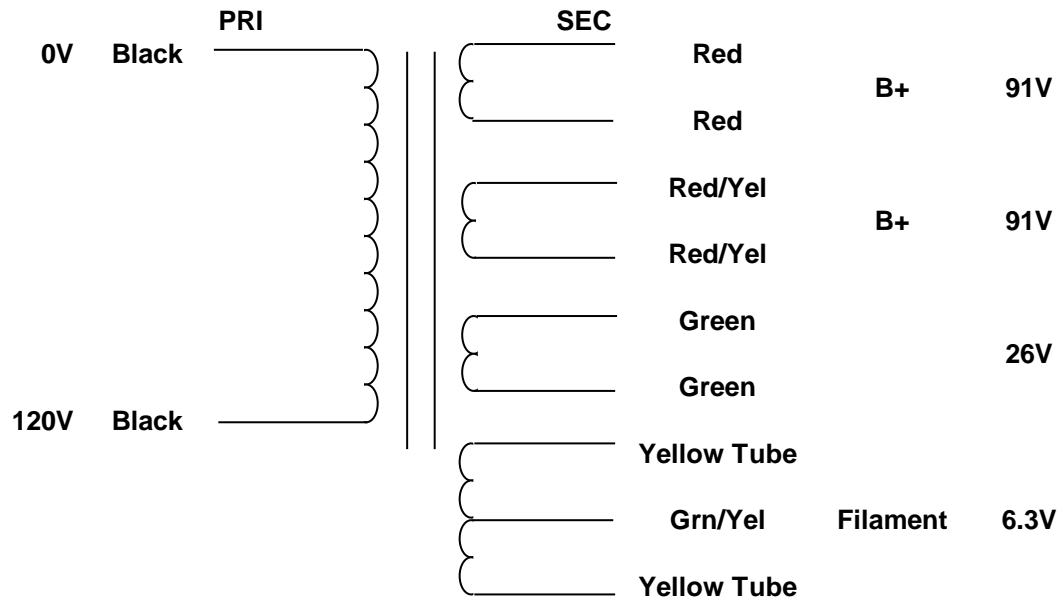 PRI SEC
0V Black Red
B+ 91V
Red
Red/Yel
B+ 91V
Red/Yel
Green
26V
Green
120V Black
Yellow Tube
Grn/Yel Filament 6.3V
Yellow Tube